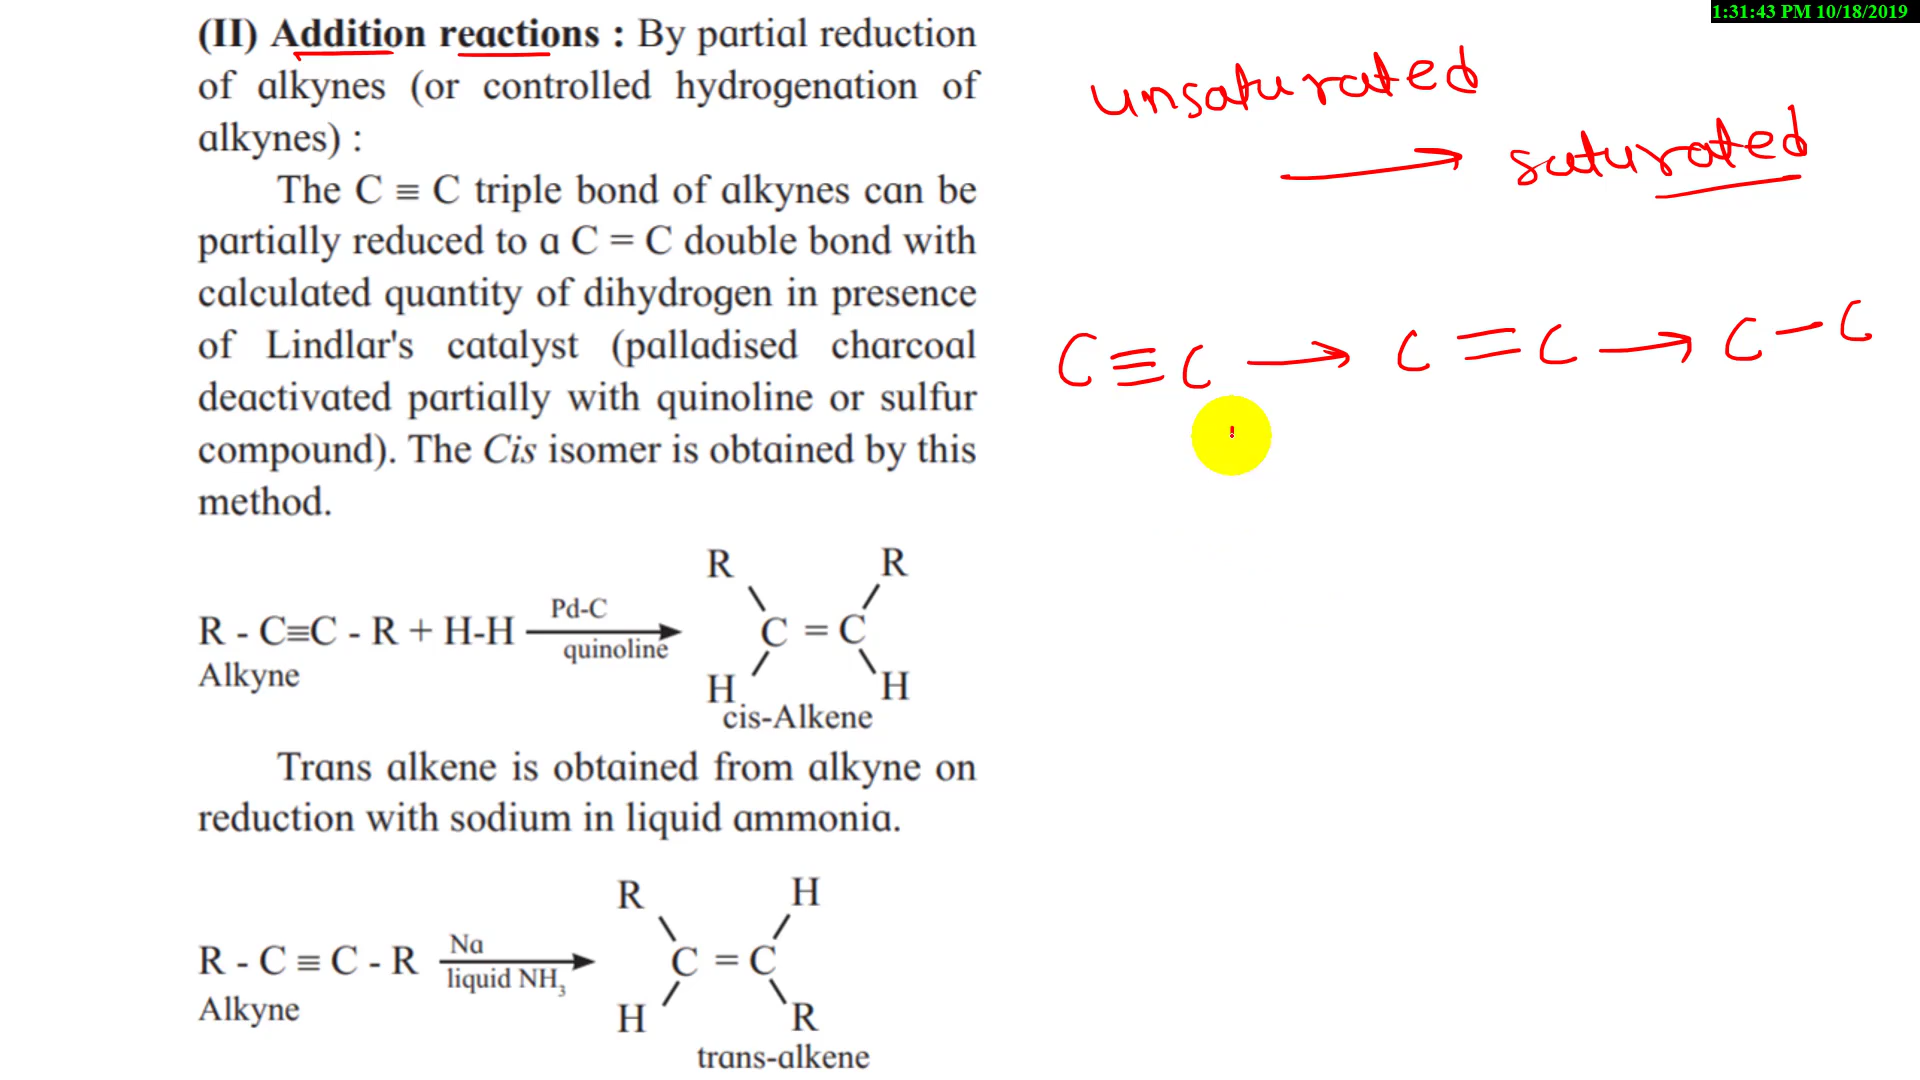 1:31:43 PM 10/18/2019
(II) Addition reactions : By partial reduction
of alkynes (or controlled hydrogenation of
alkynes) :
The C ≡ C triple bond of alkynes can be
partially reduced to a C = C double bond with
calculated quantity of dihydrogen in presence
of Lindlar's catalyst (palladised charcoal
deactivated partially with quinoline or sulfur
compound). The Cis isomer is obtained by this
method.
R R
R - C≡C - R + H-H Pd-C quinoline C = C
Alkyne
H H
cis-Alkene
Trans alkene is obtained from alkyne on
reduction with sodium in liquid ammonia.
R H
R - C ≡ C - R Na liquid NH₃ C = C
Alkyne
H R
trans-alkene
unsaturated
→ saturated
C≡C → C=C → C-C